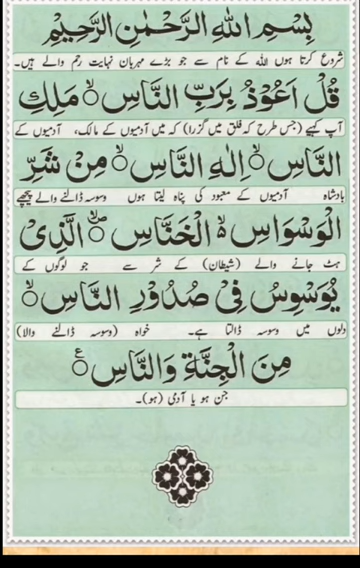 بِسْمِ اللهِ الرَّحْمٰنِ الرَّحِیْمِ
شروع کرتا ہوں اللہ کے نام سے جو بڑے مہربان نہایت رحم والے ہیں۔
قُلْ اَعُوْذُ بِرَبِّ النَّاسِ ۙ مَلِكِ
آپ کہیے (جس طرح کہ فلق میں گزرا) کہ میں آدمیوں کے مالک، آدمیوں کے
النَّاسِ ۙ اِلٰهِ النَّاسِ ۙ مِنْ شَرِّ
بادشاہ آدمیوں کے معبود کی پناہ لیتا ہوں وسوسہ ڈالنے والے پیچھے
الْوَسْوَاسِ ەۙ الْخَنَّاسِ ۪ۙ الَّذِیْ
ہٹ جانے والے (شیطان) کے شر سے جو لوگوں کے
یُوَسْوِسُ فِیْ صُدُوْرِ النَّاسِ ۙ
دلوں میں وسوسہ ڈالتا ہے۔ خواہ (وسوسہ ڈالنے والا)
مِنَ الْجِنَّةِ وَالنَّاسِ ۧ
جن ہو یا آدمی (ہو)۔